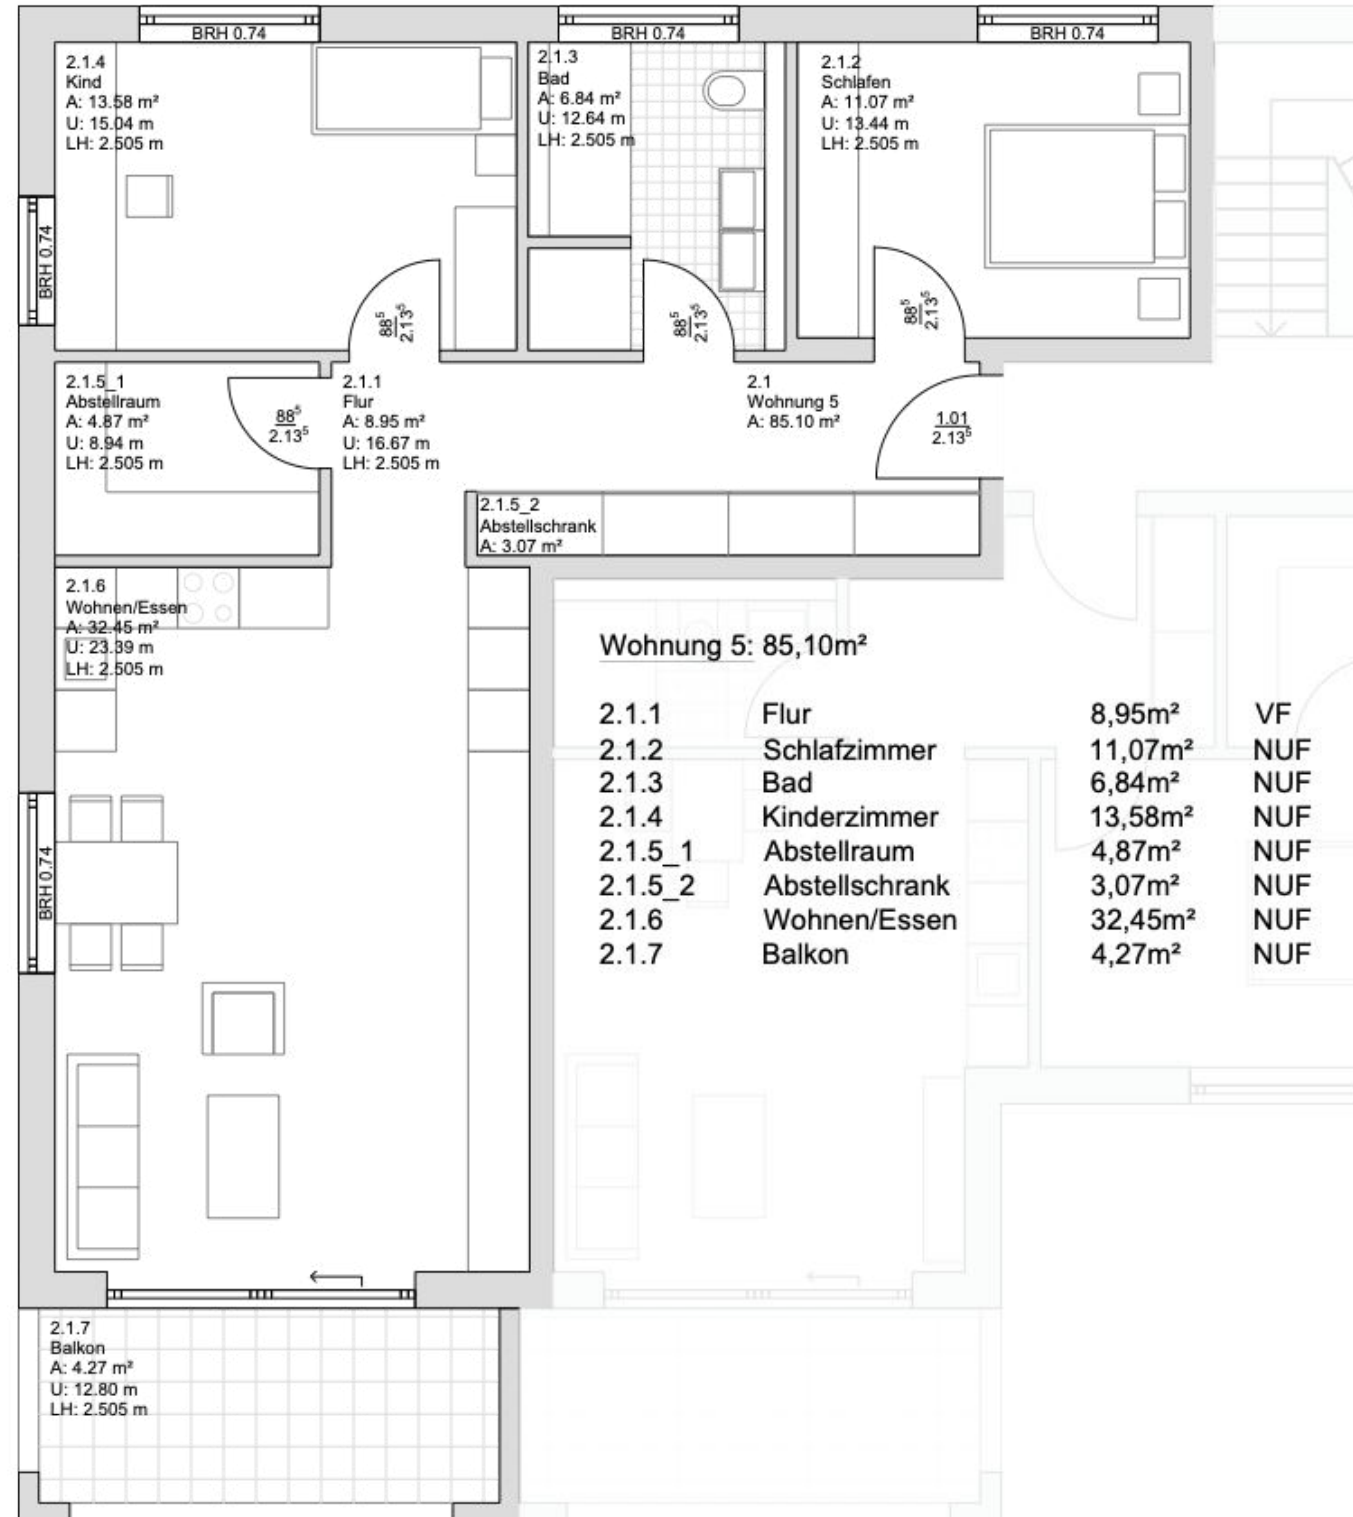 BRH 0.74
BRH 0.74
BRH 0.74
2.1.4
Kind
A: 13.58 m²
U: 15.04 m
LH: 2.505 m
2.1.3
Bad
A: 6.84 m²
U: 12.64 m
LH: 2.505 m
2.1.2
Schlafen
A: 11.07 m²
U: 13.44 m
LH: 2.505 m
BRH 0.74
88⁵
2.13⁵
88⁵
2.13⁵
88⁵
2.13⁵
2.1.5_1
Abstellraum
A: 4.87 m²
U: 8.94 m
LH: 2.505 m
88⁵
2.13⁵
2.1.1
Flur
A: 8.95 m²
U: 16.67 m
LH: 2.505 m
2.1
Wohnung 5
A: 85.10 m²
1.01
2.13⁵
2.1.5_2
Abstellschrank
A: 3.07 m²
2.1.6
Wohnen/Essen
A: 32.45 m²
U: 23.39 m
LH: 2.505 m
BRH 0.74
Wohnung 5: 85,10m²
2.1.1 Flur 8,95m² VF
2.1.2 Schlafzimmer 11,07m² NUF
2.1.3 Bad 6,84m² NUF
2.1.4 Kinderzimmer 13,58m² NUF
2.1.5_1 Abstellraum 4,87m² NUF
2.1.5_2 Abstellschrank 3,07m² NUF
2.1.6 Wohnen/Essen 32,45m² NUF
2.1.7 Balkon 4,27m² NUF
2.1.7
Balkon
A: 4.27 m²
U: 12.80 m
LH: 2.505 m